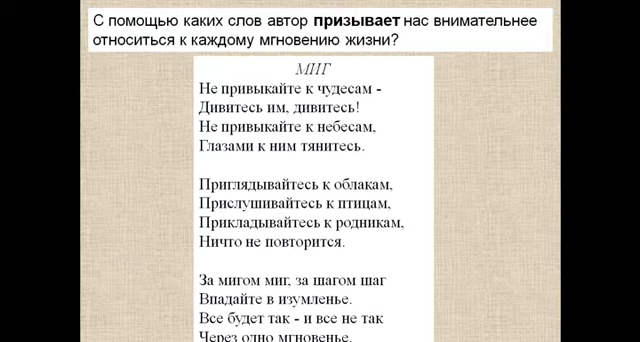 С помощью каких слов автор призывает нас внимательнее
относиться к каждому мгновению жизни?
МИГ
Не привыкайте к чудесам -
Дивитесь им, дивитесь!
Не привыкайте к небесам,
Глазами к ним тянитесь.
Приглядывайтесь к облакам,
Прислушивайтесь к птицам,
Прикладывайтесь к родникам,
Ничто не повторится.
За мигом миг, за шагом шаг
Впадайте в изумленье.
Все будет так - и все не так
Через одно мгновенье.